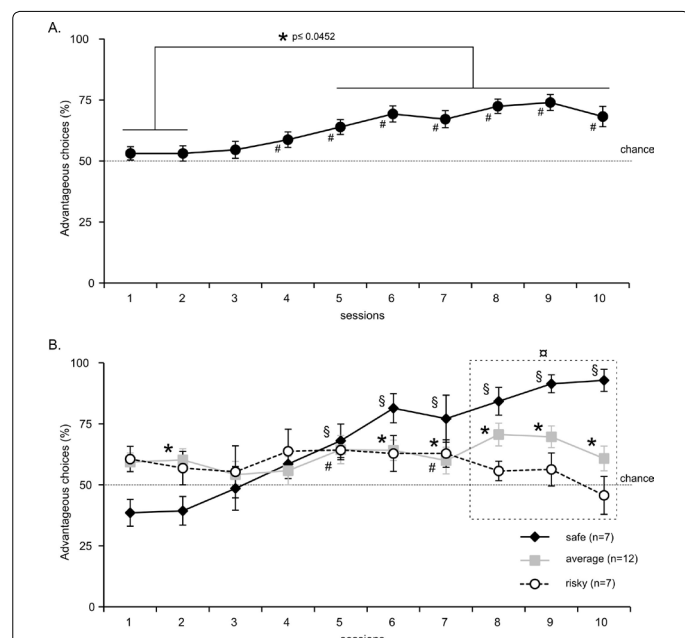 A.
* p≤ 0.0452
100
75
50
25
0
Advantageous choices (%)
# # # # # # #
chance
1 2 3 4 5 6 7 8 9 10
sessions
B.
¤
100
75
50
25
0
Advantageous choices (%)
§ § § § § §
* * * * * *
# #
chance
safe (n=7)
average (n=12)
risky (n=7)
1 2 3 4 5 6 7 8 9 10
sessions